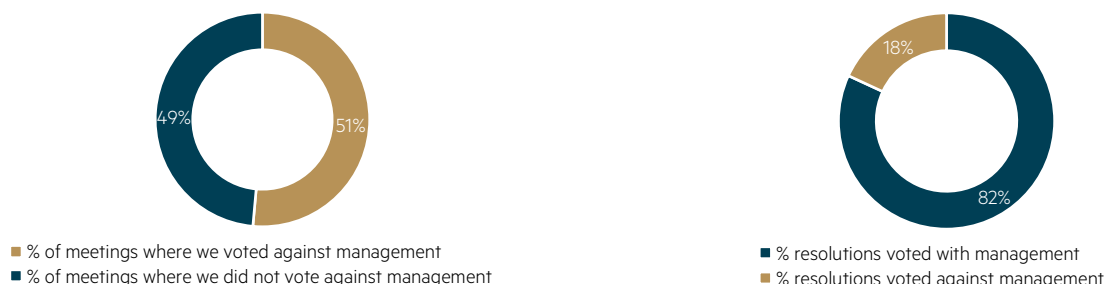 49%
51%
% of meetings where we voted against management
% of meetings where we did not vote against management
18%
82%
% resolutions voted with management
% resolutions voted against management